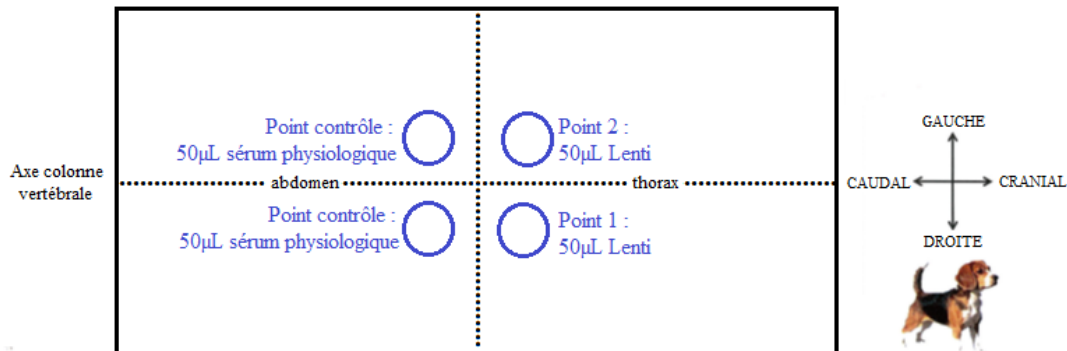 Axe colonne
vertébrale
Point contrôle :
50µL sérum physiologique
Point 2 :
50µL Lenti
abdomen
thorax
Point contrôle :
50µL sérum physiologique
Point 1 :
50µL Lenti
GAUCHE
CAUDAL
CRANIAL
DROITE